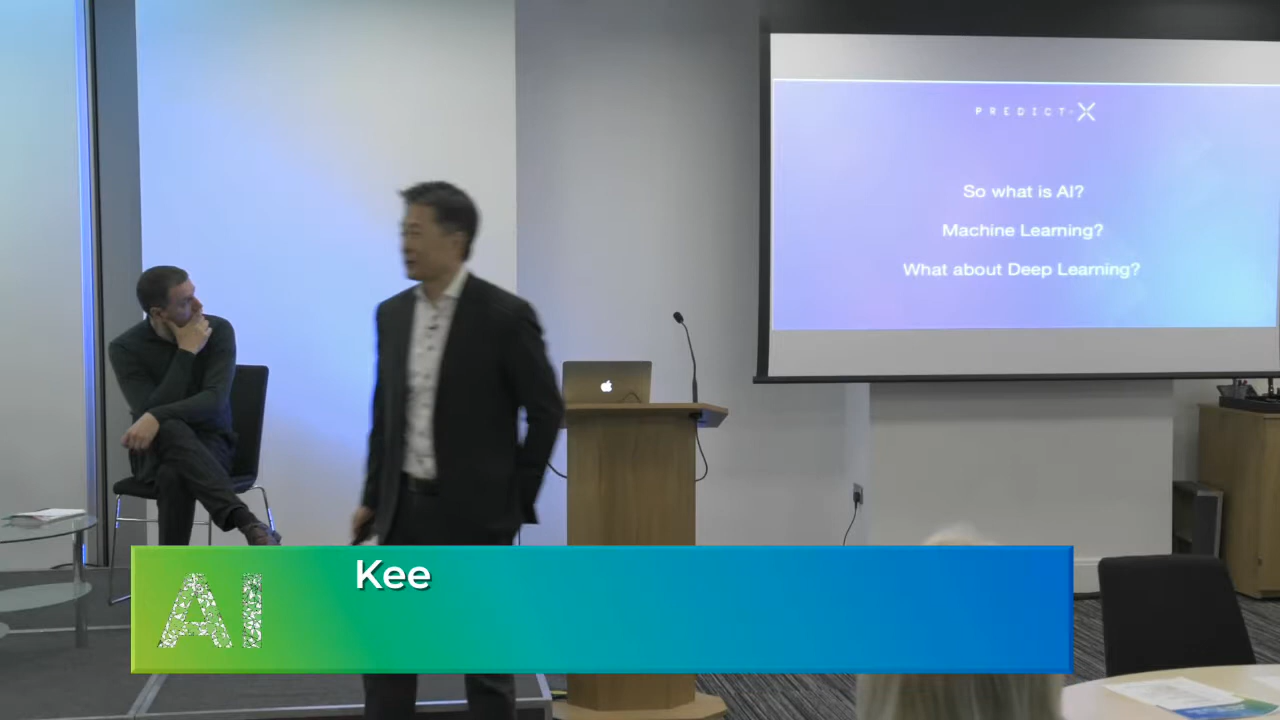 PREDICT-X
So what is AI?
Machine Learning?
What about Deep Learning?
AI
Kee